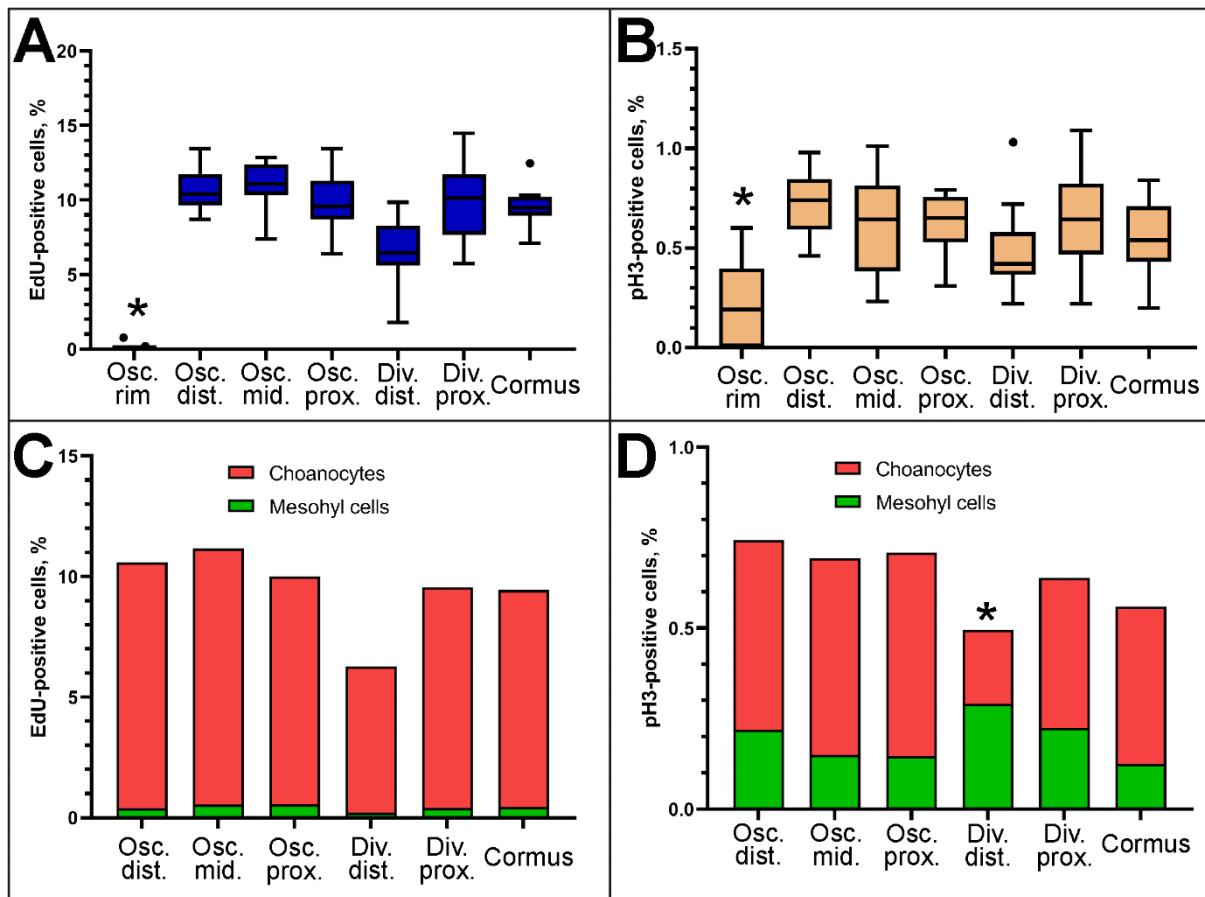 A
EdU-positive cells, %
20
15
10
5
0
*
Osc. rim
Osc. dist.
Osc. mid.
Osc. prox.
Div. dist.
Div. prox.
Cormus
B
pH3-positive cells, %
1.5
1.0
0.5
0.0
*
Osc. rim
Osc. dist.
Osc. mid.
Osc. prox.
Div. dist.
Div. prox.
Cormus
C
EdU-positive cells, %
15
10
5
0
Choanocytes
Mesohyl cells
Osc. dist.
Osc. mid.
Osc. prox.
Div. dist.
Div. prox.
Cormus
D
pH3-positive cells, %
1.0
0.5
0.0
Choanocytes
Mesohyl cells
*
Osc. dist.
Osc. mid.
Osc. prox.
Div. dist.
Div. prox.
Cormus